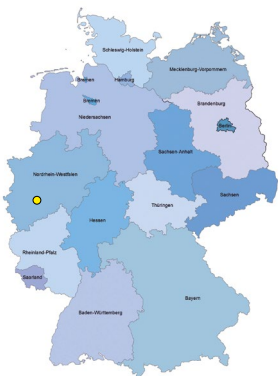 Schleswig-Holstein
Mecklenburg-Vorpommern
Bremen
Hamburg
Bremen
Brandenburg
Berlin
Niedersachsen
Sachsen-Anhalt
Nordrhein-Westfalen
Sachsen
Thüringen
Hessen
Rheinland-Pfalz
Saarland
Bayern
Baden-Württemberg